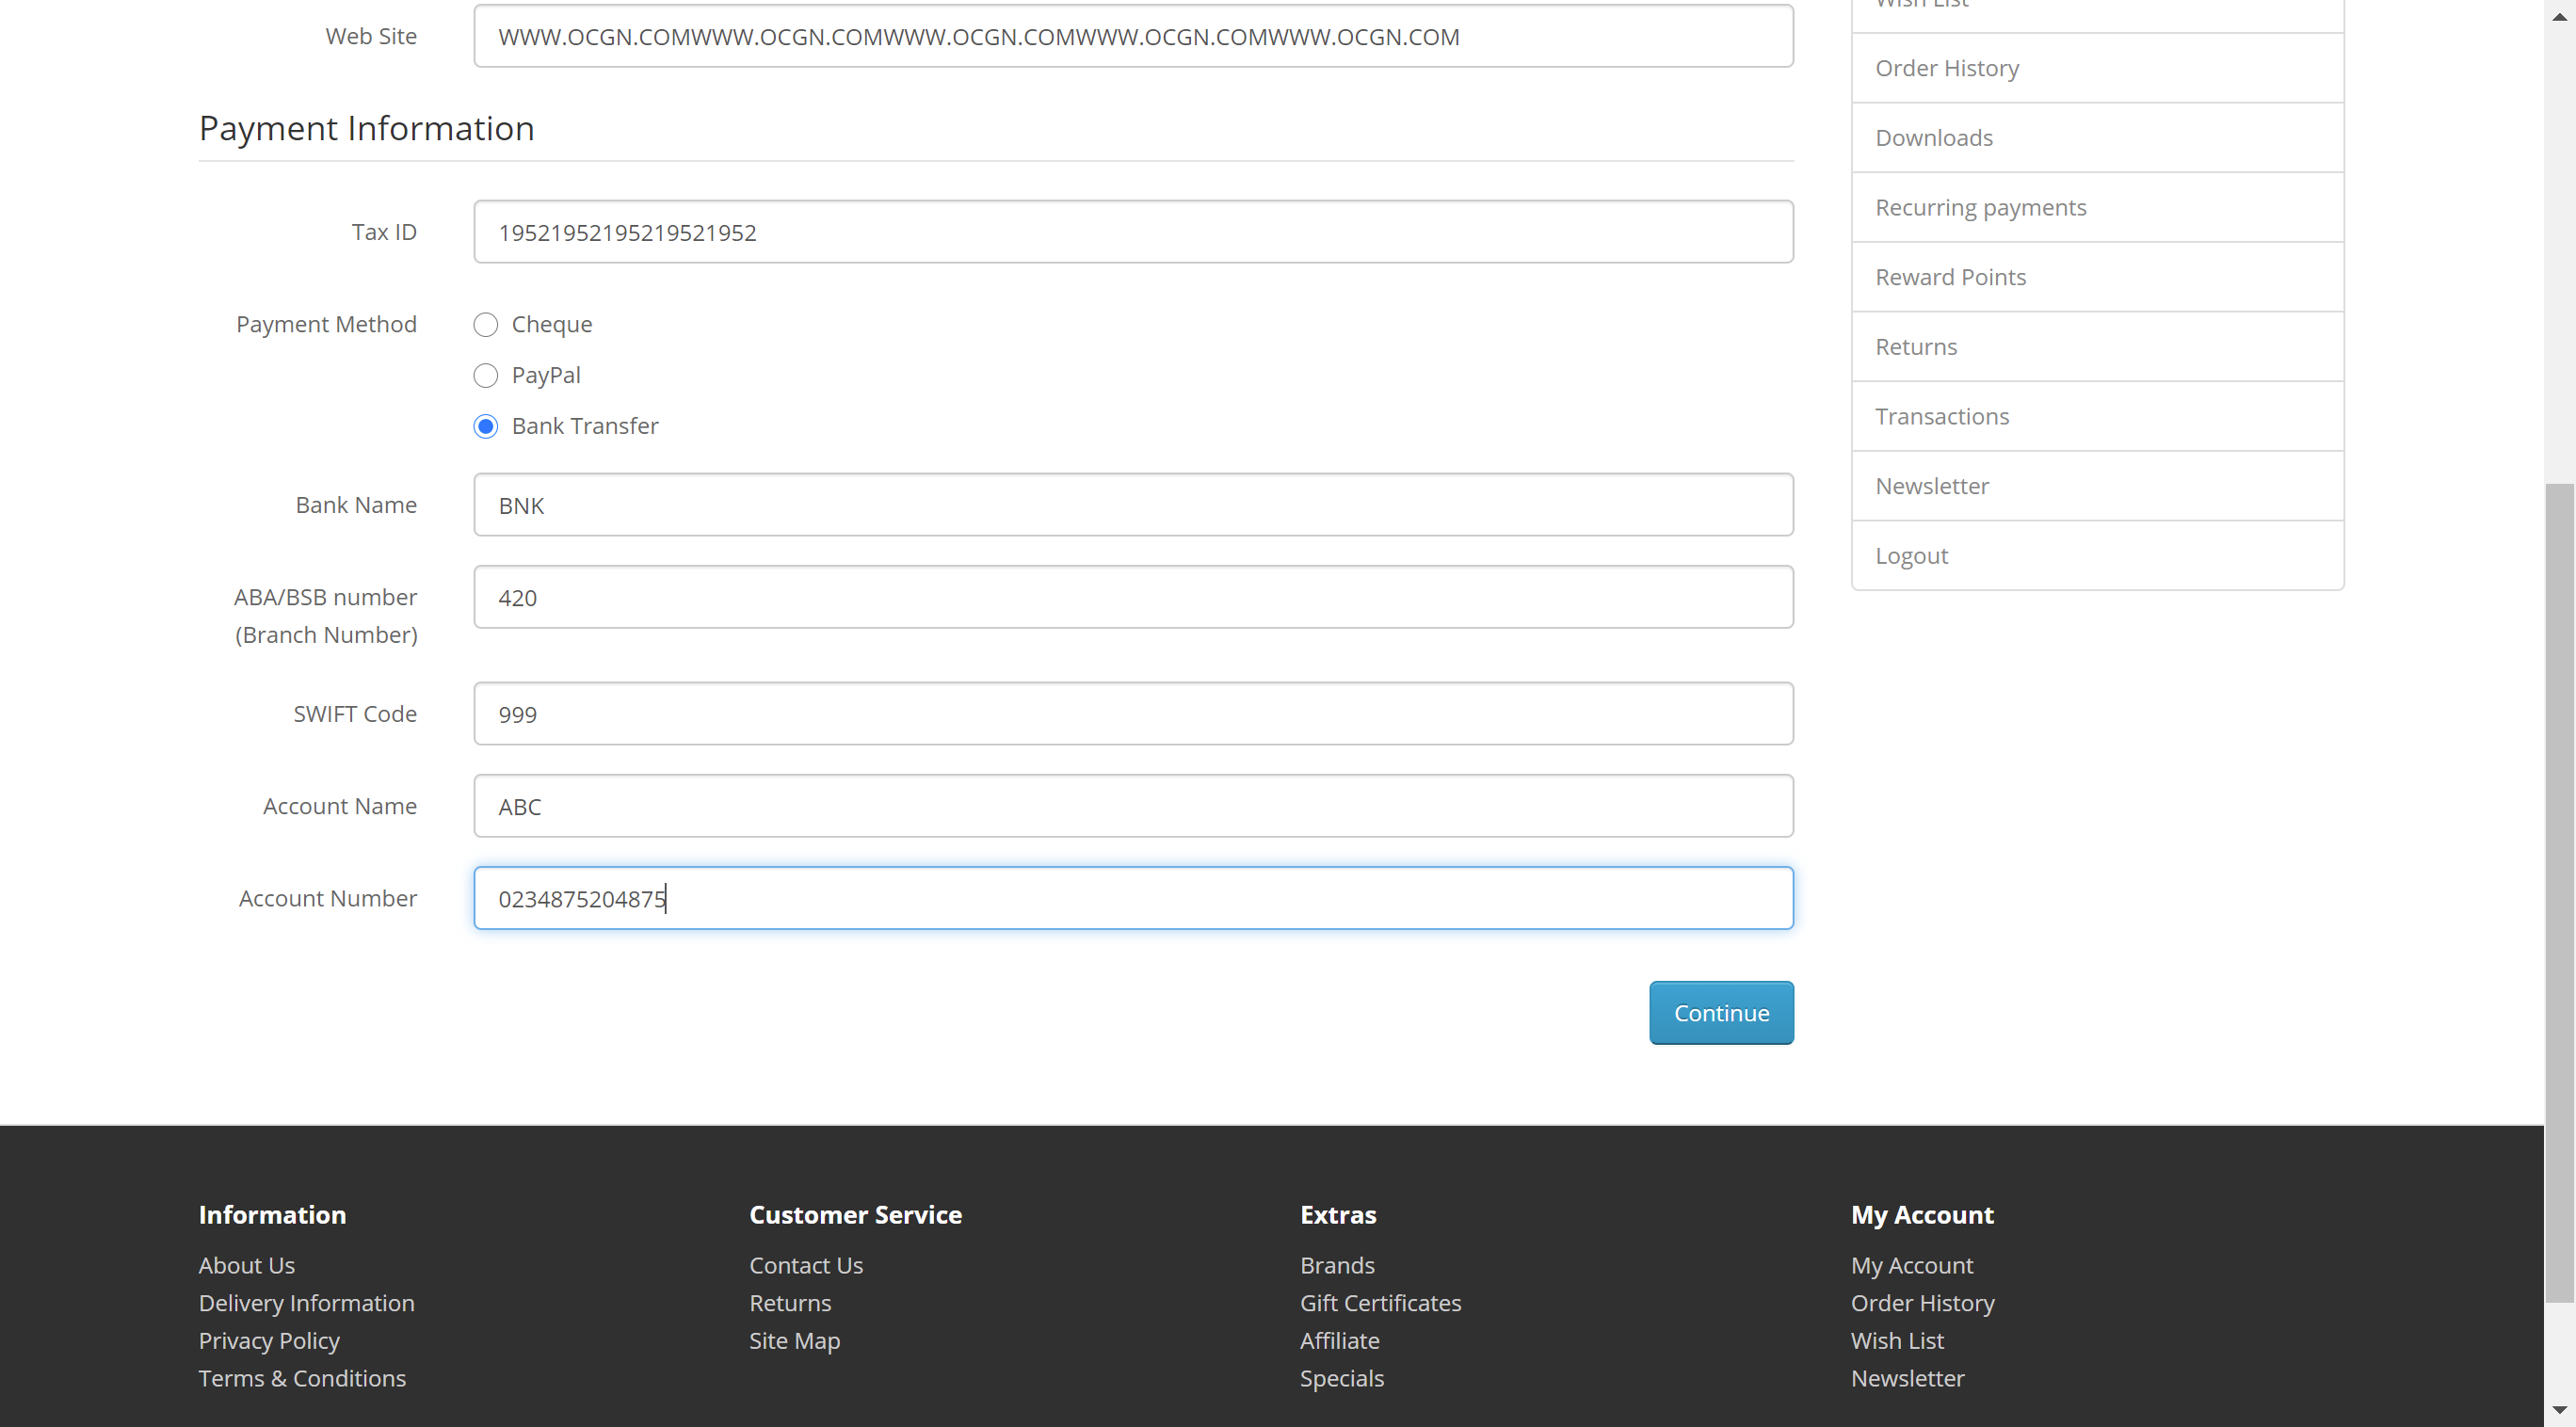 Web Site
WWW.OCGN.COMWWW.OCGN.COMWWW.OCGN.COMWWW.OCGN.COMWWW.OCGN.COM
Payment Information
Tax ID
19521952195219521952
Payment Method
Cheque
PayPal
Bank Transfer
Bank Name
BNK
ABA/BSB number
(Branch Number)
420
SWIFT Code
999
Account Name
ABC
Account Number
0234875204875
Continue
Wish List
Order History
Downloads
Recurring payments
Reward Points
Returns
Transactions
Newsletter
Logout
Information
About Us
Delivery Information
Privacy Policy
Terms & Conditions
Customer Service
Contact Us
Returns
Site Map
Extras
Brands
Gift Certificates
Affiliate
Specials
My Account
My Account
Order History
Wish List
Newsletter